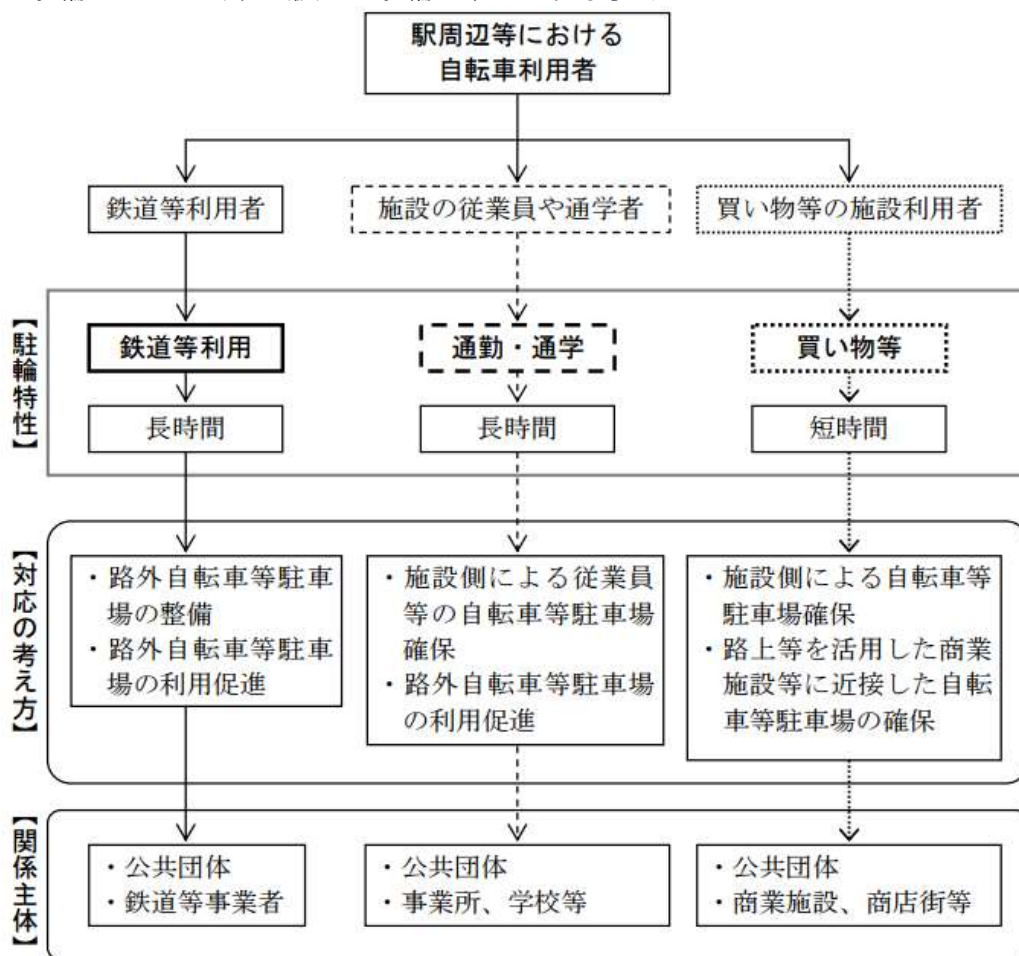 駅周辺等における
自転車利用者
鉄道等利用者
施設の従業員や通学者
買い物等の施設利用者
【駐輪特性】
鉄道等利用
通勤・通学
買い物等
長時間
長時間
短時間
【対応の考え方】
・路外自転車等駐車
場の整備
・路外自転車等駐車
場の利用促進
・施設側による従業員
等の自転車等駐車場
確保
・路外自転車等駐車場
の利用促進
・施設側による自転車等
駐車場確保
・路上等を活用した商業
施設等に近接した自転
車等駐車場の確保
【関係主体】
・公共団体
・鉄道等事業者
・公共団体
・事業所、学校等
・公共団体
・商業施設、商店街等